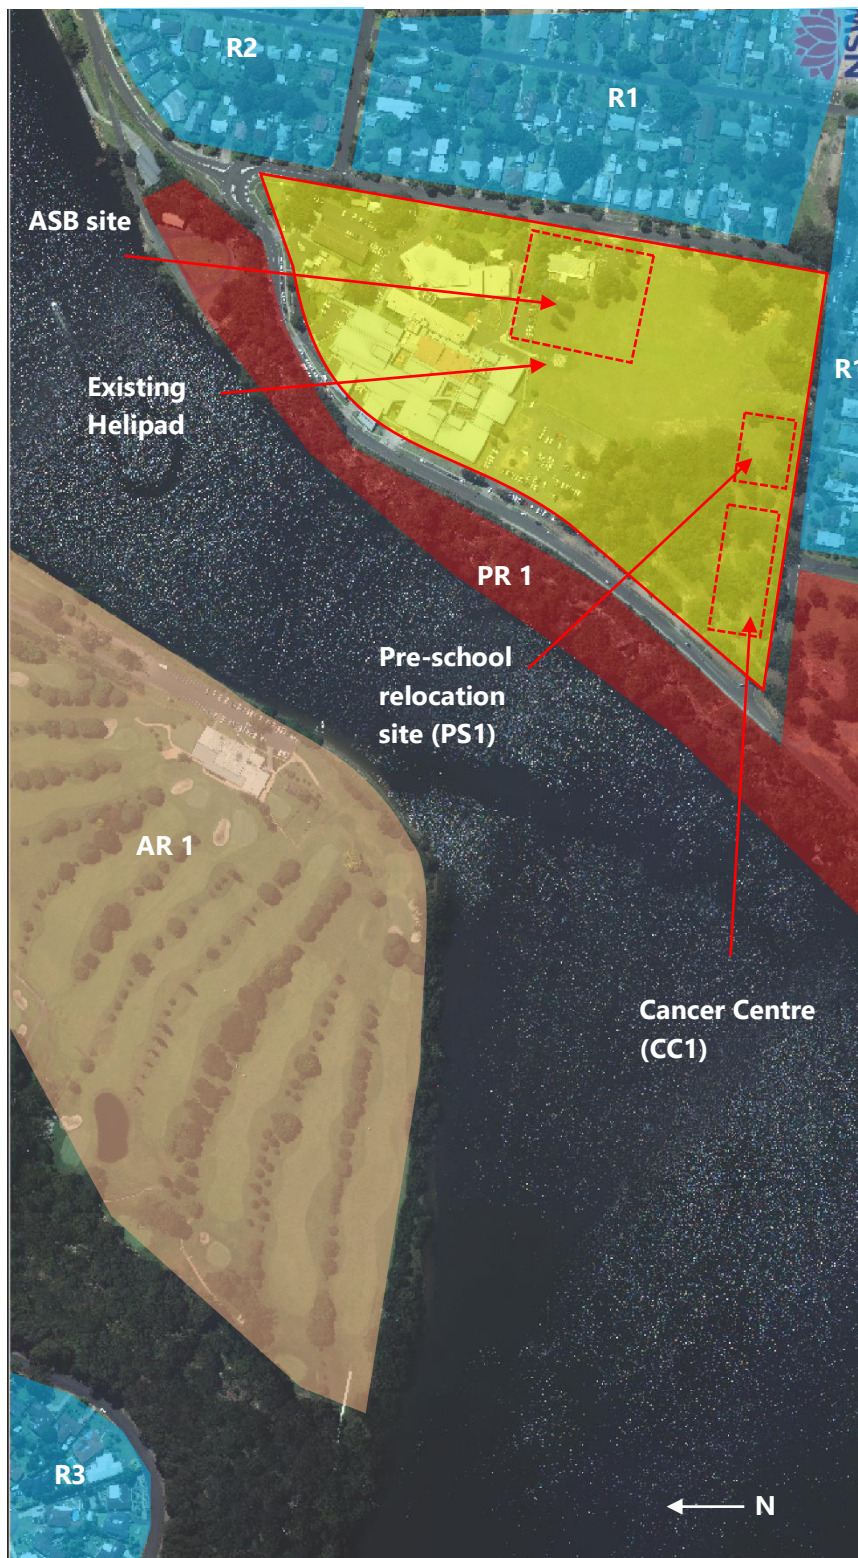 R2
R1
NSW
ASB site
Existing
Helipad
R1
PR 1
Pre-school
relocation
site (PS1)
AR 1
Cancer Centre
(CC1)
R3
N